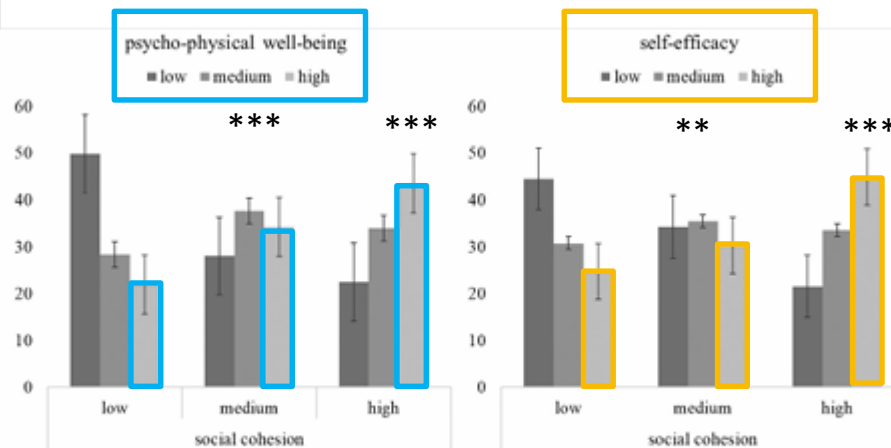 psycho-physical well-being
low medium high
60
50
40
30
20
10
0
*** ***
low medium high
social cohesion
self-efficacy
low medium high
60
50
40
30
20
10
0
** ***
low medium high
social cohesion